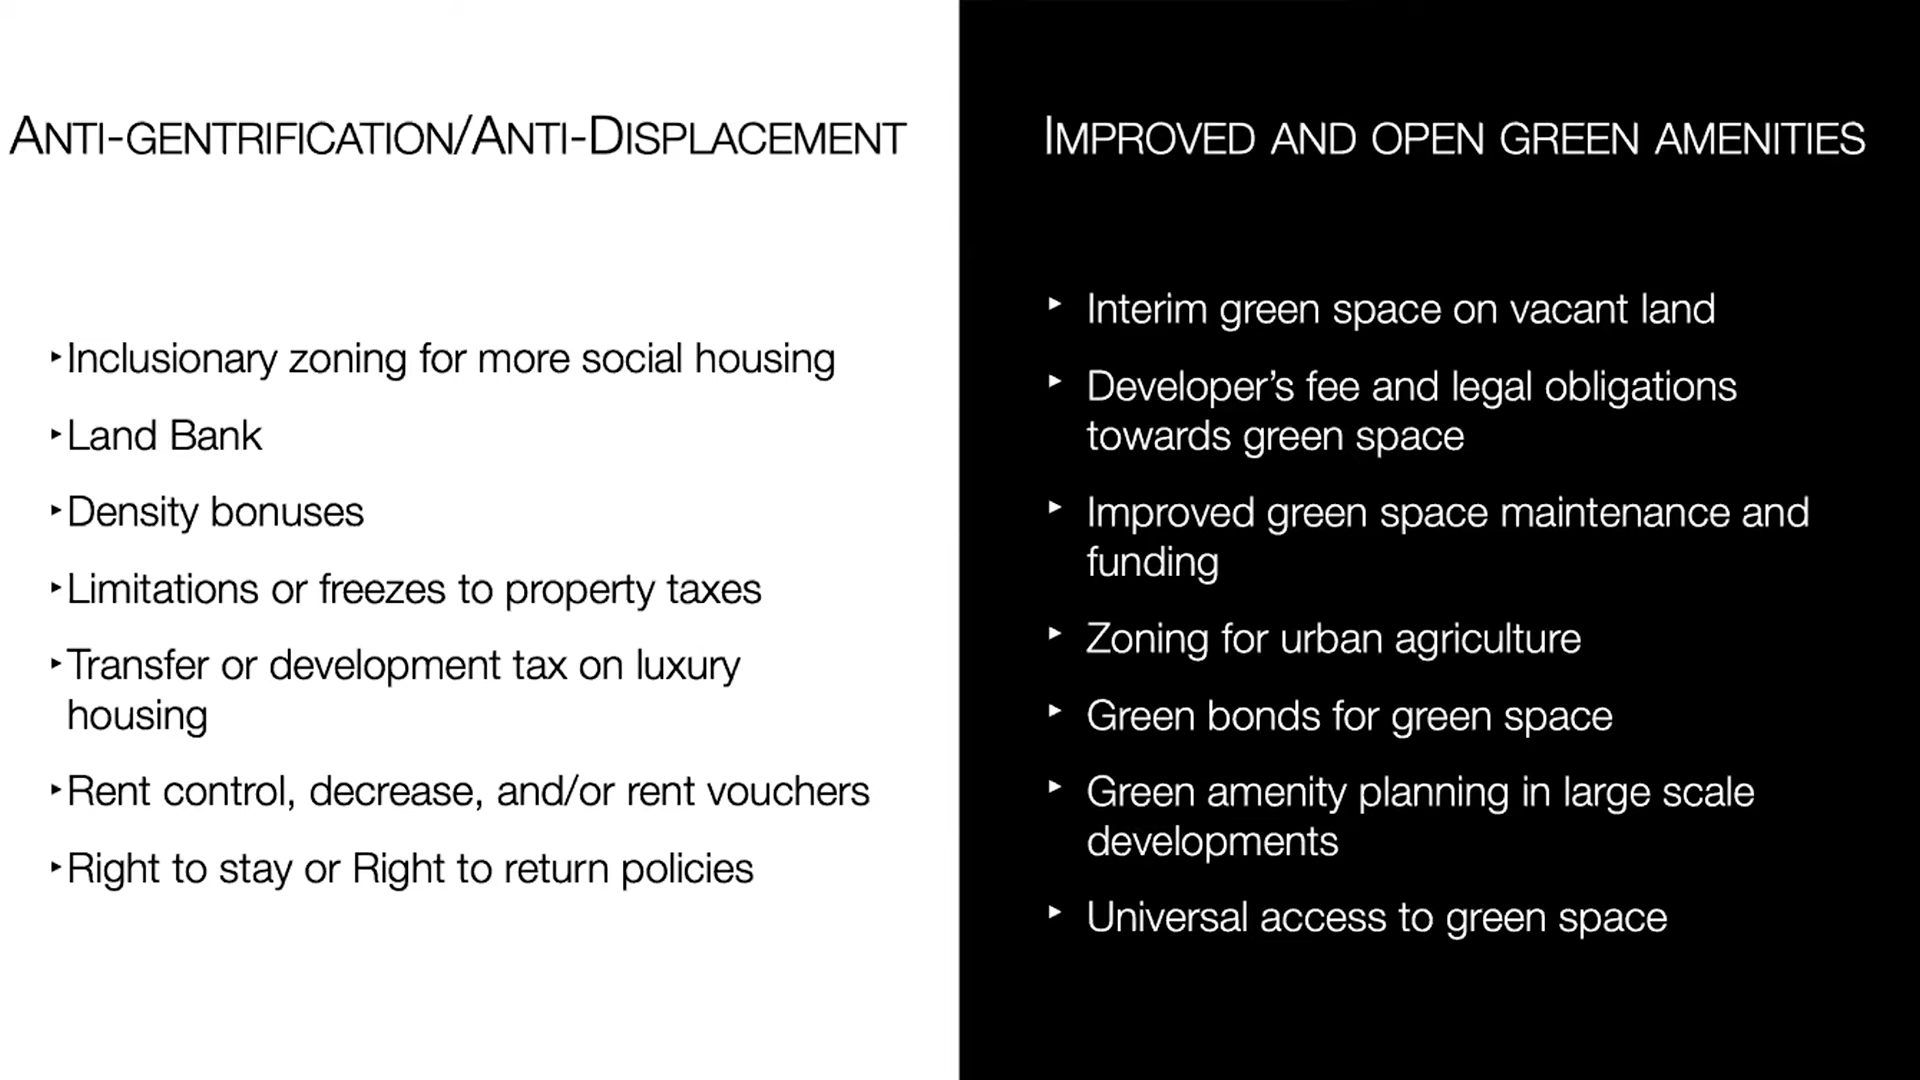 ANTI-GENTRIFICATION/ANTI-DISPLACEMENT
‣Inclusionary zoning for more social housing
‣Land Bank
‣Density bonuses
‣Limitations or freezes to property taxes
‣Transfer or development tax on luxury
housing
‣Rent control, decrease, and/or rent vouchers
‣Right to stay or Right to return policies
IMPROVED AND OPEN GREEN AMENITIES
‣ Interim green space on vacant land
‣ Developer’s fee and legal obligations
towards green space
‣ Improved green space maintenance and
funding
‣ Zoning for urban agriculture
‣ Green bonds for green space
‣ Green amenity planning in large scale
developments
‣ Universal access to green space